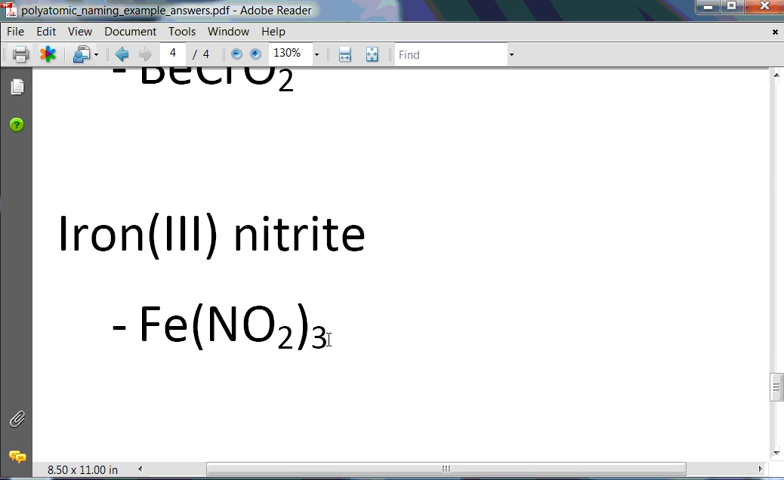 polyatomic_naming_example_answers.pdf - Adobe Reader
File Edit View Document Tools Window Help
4 / 4 130% Find
- BeCrO₂
Iron(III) nitrite
- Fe(NO₂)₃
8.50 x 11.00 in